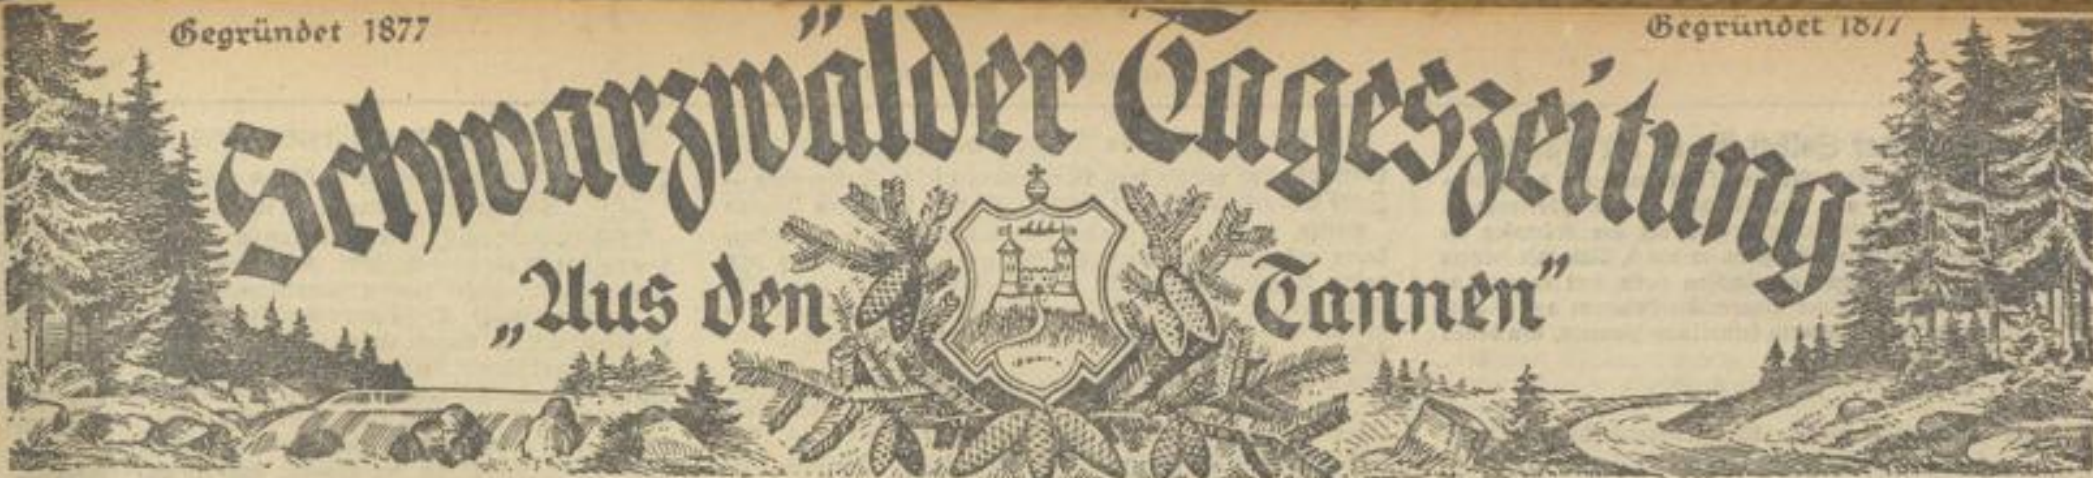 Gegründet 1877
Gegründet 1877
Schwarzwälder Tageszeitung
„Aus den Tannen"